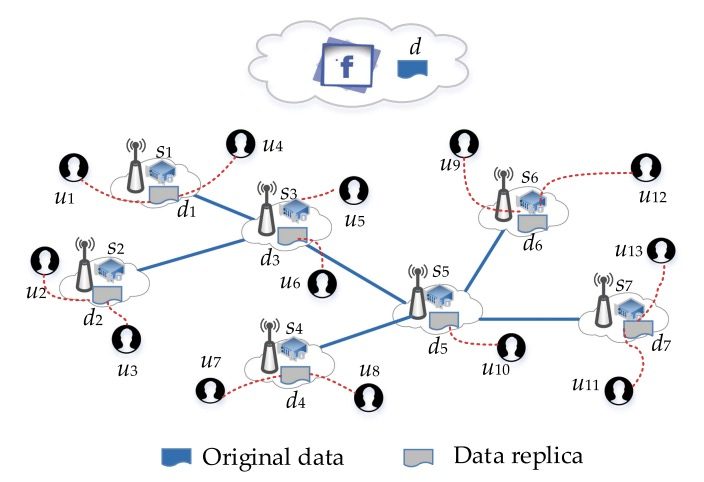 f
d
S1
u4
u1
d1
S3
u5
d3
u6
S2
u2
d2
u3
u9
S6
u12
d6
S5
d5
u10
u13
S7
d7
u11
S4
u7
u8
d4
Original data
Data replica